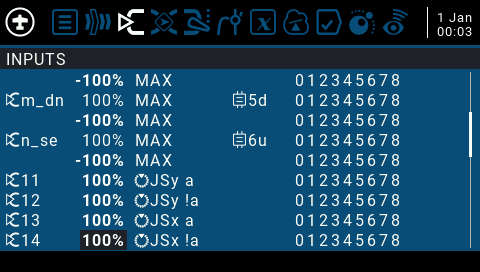 1 Jan
00:03
INPUTS
-100% MAX 012345678
m_dn 100% MAX 5d 012345678
-100% MAX 012345678
n_se 100% MAX 6u 012345678
-100% MAX 012345678
11 100% JSy a 012345678
12 100% JSy !a 012345678
13 100% JSx a 012345678
14 100% JSx !a 012345678